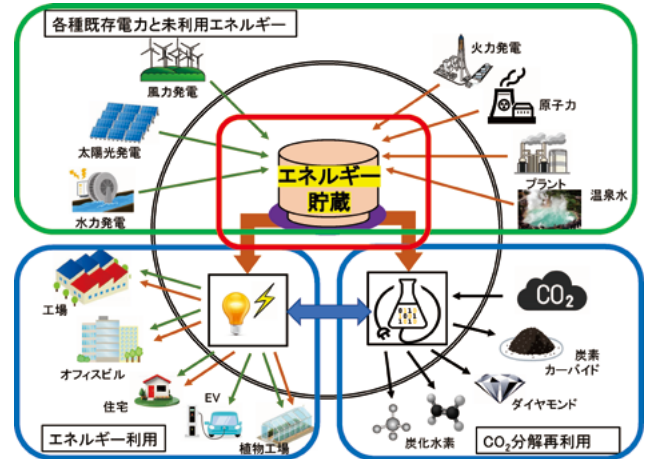 各種既存電力と未利用エネルギー
風力発電
火力発電
原子力
太陽光発電
エネルギー
貯蔵
プラント
温泉水
水力発電
工場
CO₂
オフィスビル
炭素
カーバイド
住宅
EV
ダイヤモンド
植物工場
炭化水素
エネルギー利用
CO₂分解再利用